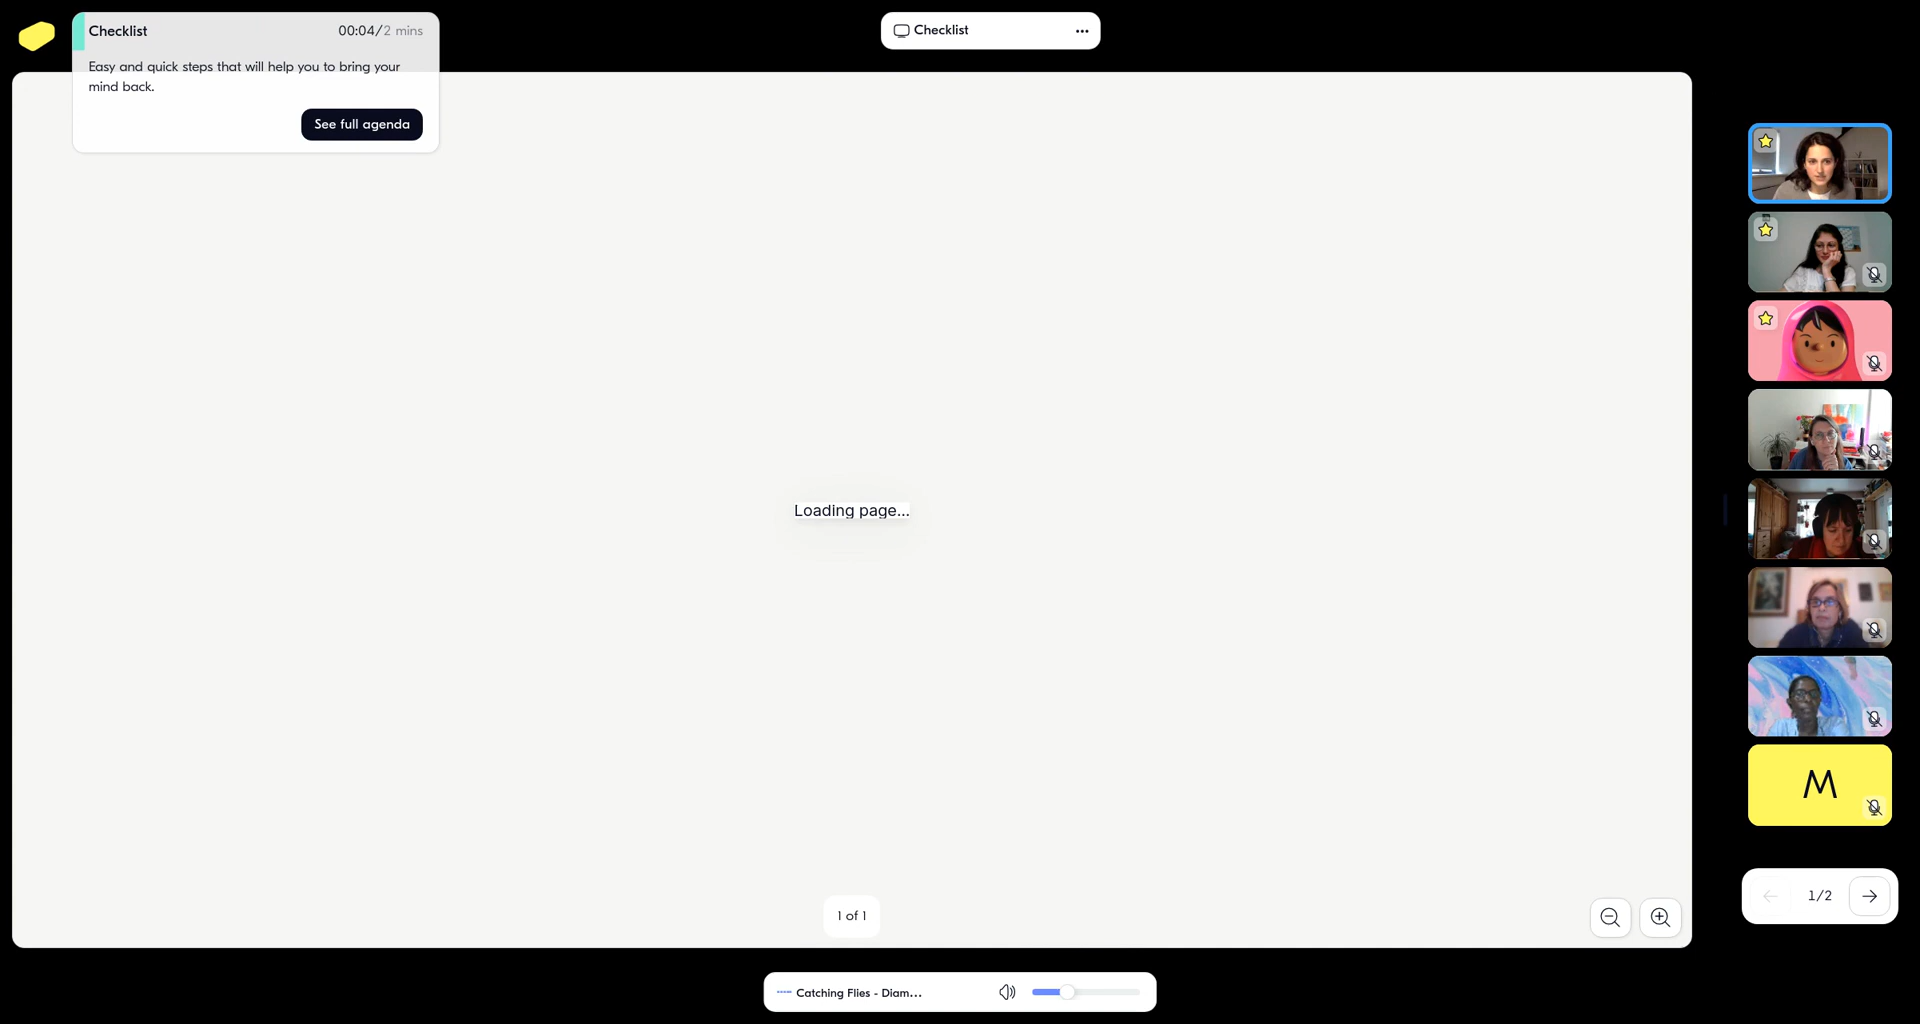 Checklist
00:04/2 mins
Easy and quick steps that will help you to bring your
mind back.
See full agenda
Checklist
Loading page...
1 of 1
M
1/2
Catching Flies - Diam...